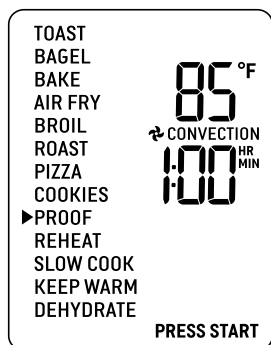 TOAST
BAGEL
BAKE
AIR FRY
BROIL
ROAST
PIZZA
COOKIES
PROOF
REHEAT
SLOW COOK
KEEP WARM
DEHYDRATE
85°F
CONVECTION
1:00 HR MIN
PRESS START